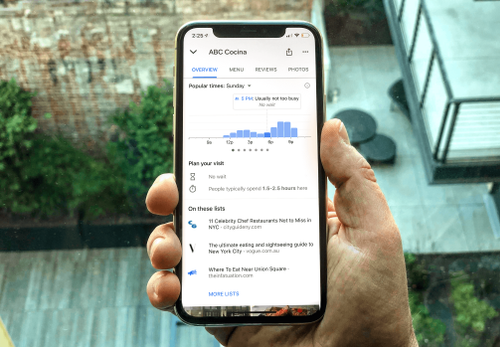 2:25
ABC Cocina
OVERVIEW MENU REVIEWS PHOTOS
Popular times: Sunday
5 PM: Usually not too busy
No wait
9a 12p 3p 6p 9p
Plan your visit
No wait
People typically spend 1.5-2.5 hours here
On these lists
11 Celebrity Chef Restaurants Not to Miss in
NYC - cityguideny.com
The ultimate eating and sightseeing guide to
New York City - vogue.com.au
Where To Eat Near Union Square -
theinfatuation.com
MORE LISTS